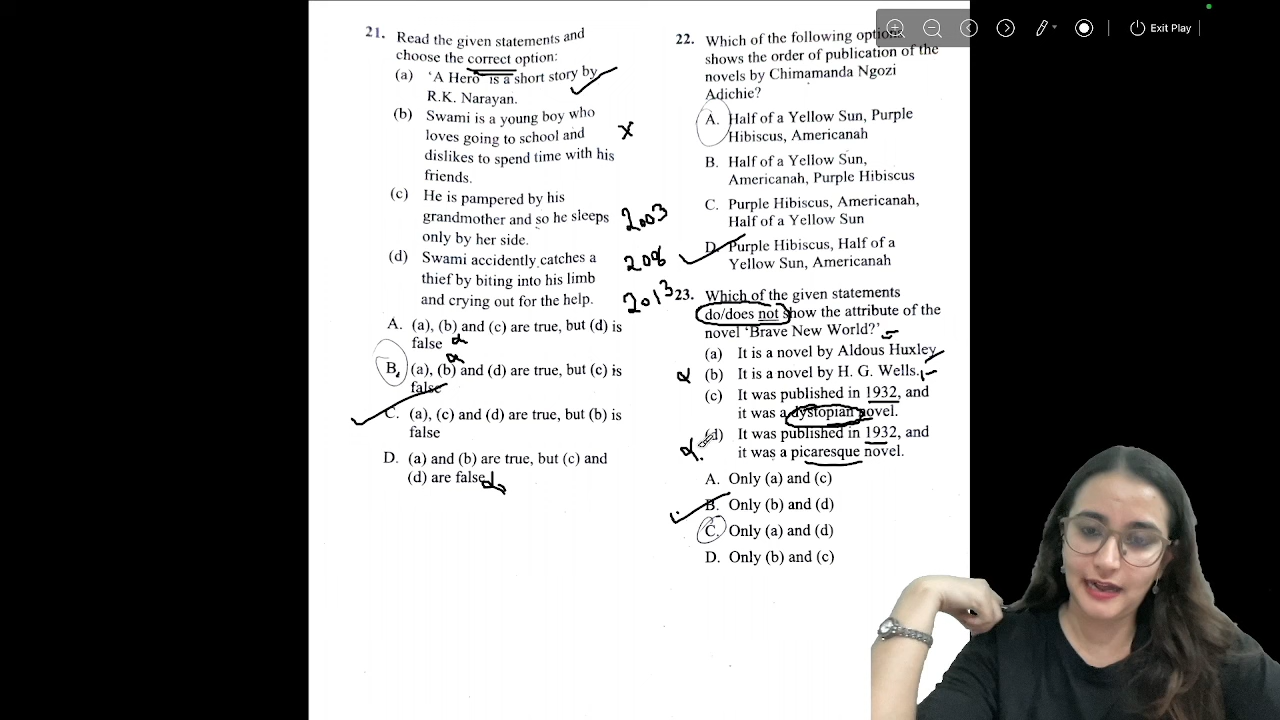 Exit Play
21. Read the given statements and
choose the correct option:
(a) 'A Hero' is a short story by
R.K. Narayan.
(b) Swami is a young boy who
loves going to school and
dislikes to spend time with his
friends.
(c) He is pampered by his
grandmother and so he sleeps
only by her side.
(d) Swami accidently catches a
thief by biting into his limb
and crying out for the help.
A. (a), (b) and (c) are true, but (d) is
false
B. (a), (b) and (d) are true, but (c) is
false
C. (a), (c) and (d) are true, but (b) is
false
D. (a) and (b) are true, but (c) and
(d) are false
2003
2006
2013
22. Which of the following
shows the order of publication of the
novels by Chimamanda Ngozi
Adichie?
A. Half of a Yellow Sun, Purple
Hibiscus, Americanah
B. Half of a Yellow Sun,
Americanah, Purple Hibiscus
C. Purple Hibiscus, Americanah,
Half of a Yellow Sun
D. Purple Hibiscus, Half of a
Yellow Sun, Americanah
23. Which of the given statements
do/does not show the attribute of the
novel 'Brave New World?'
(a) It is a novel by Aldous Huxley
(b) It is a novel by H. G. Wells.
(c) It was published in 1932, and
it was a dystopian novel.
(d) It was published in 1932, and
it was a picaresque novel.
A. Only (a) and (c)
B. Only (b) and (d)
C. Only (a) and (d)
D. Only (b) and (c)